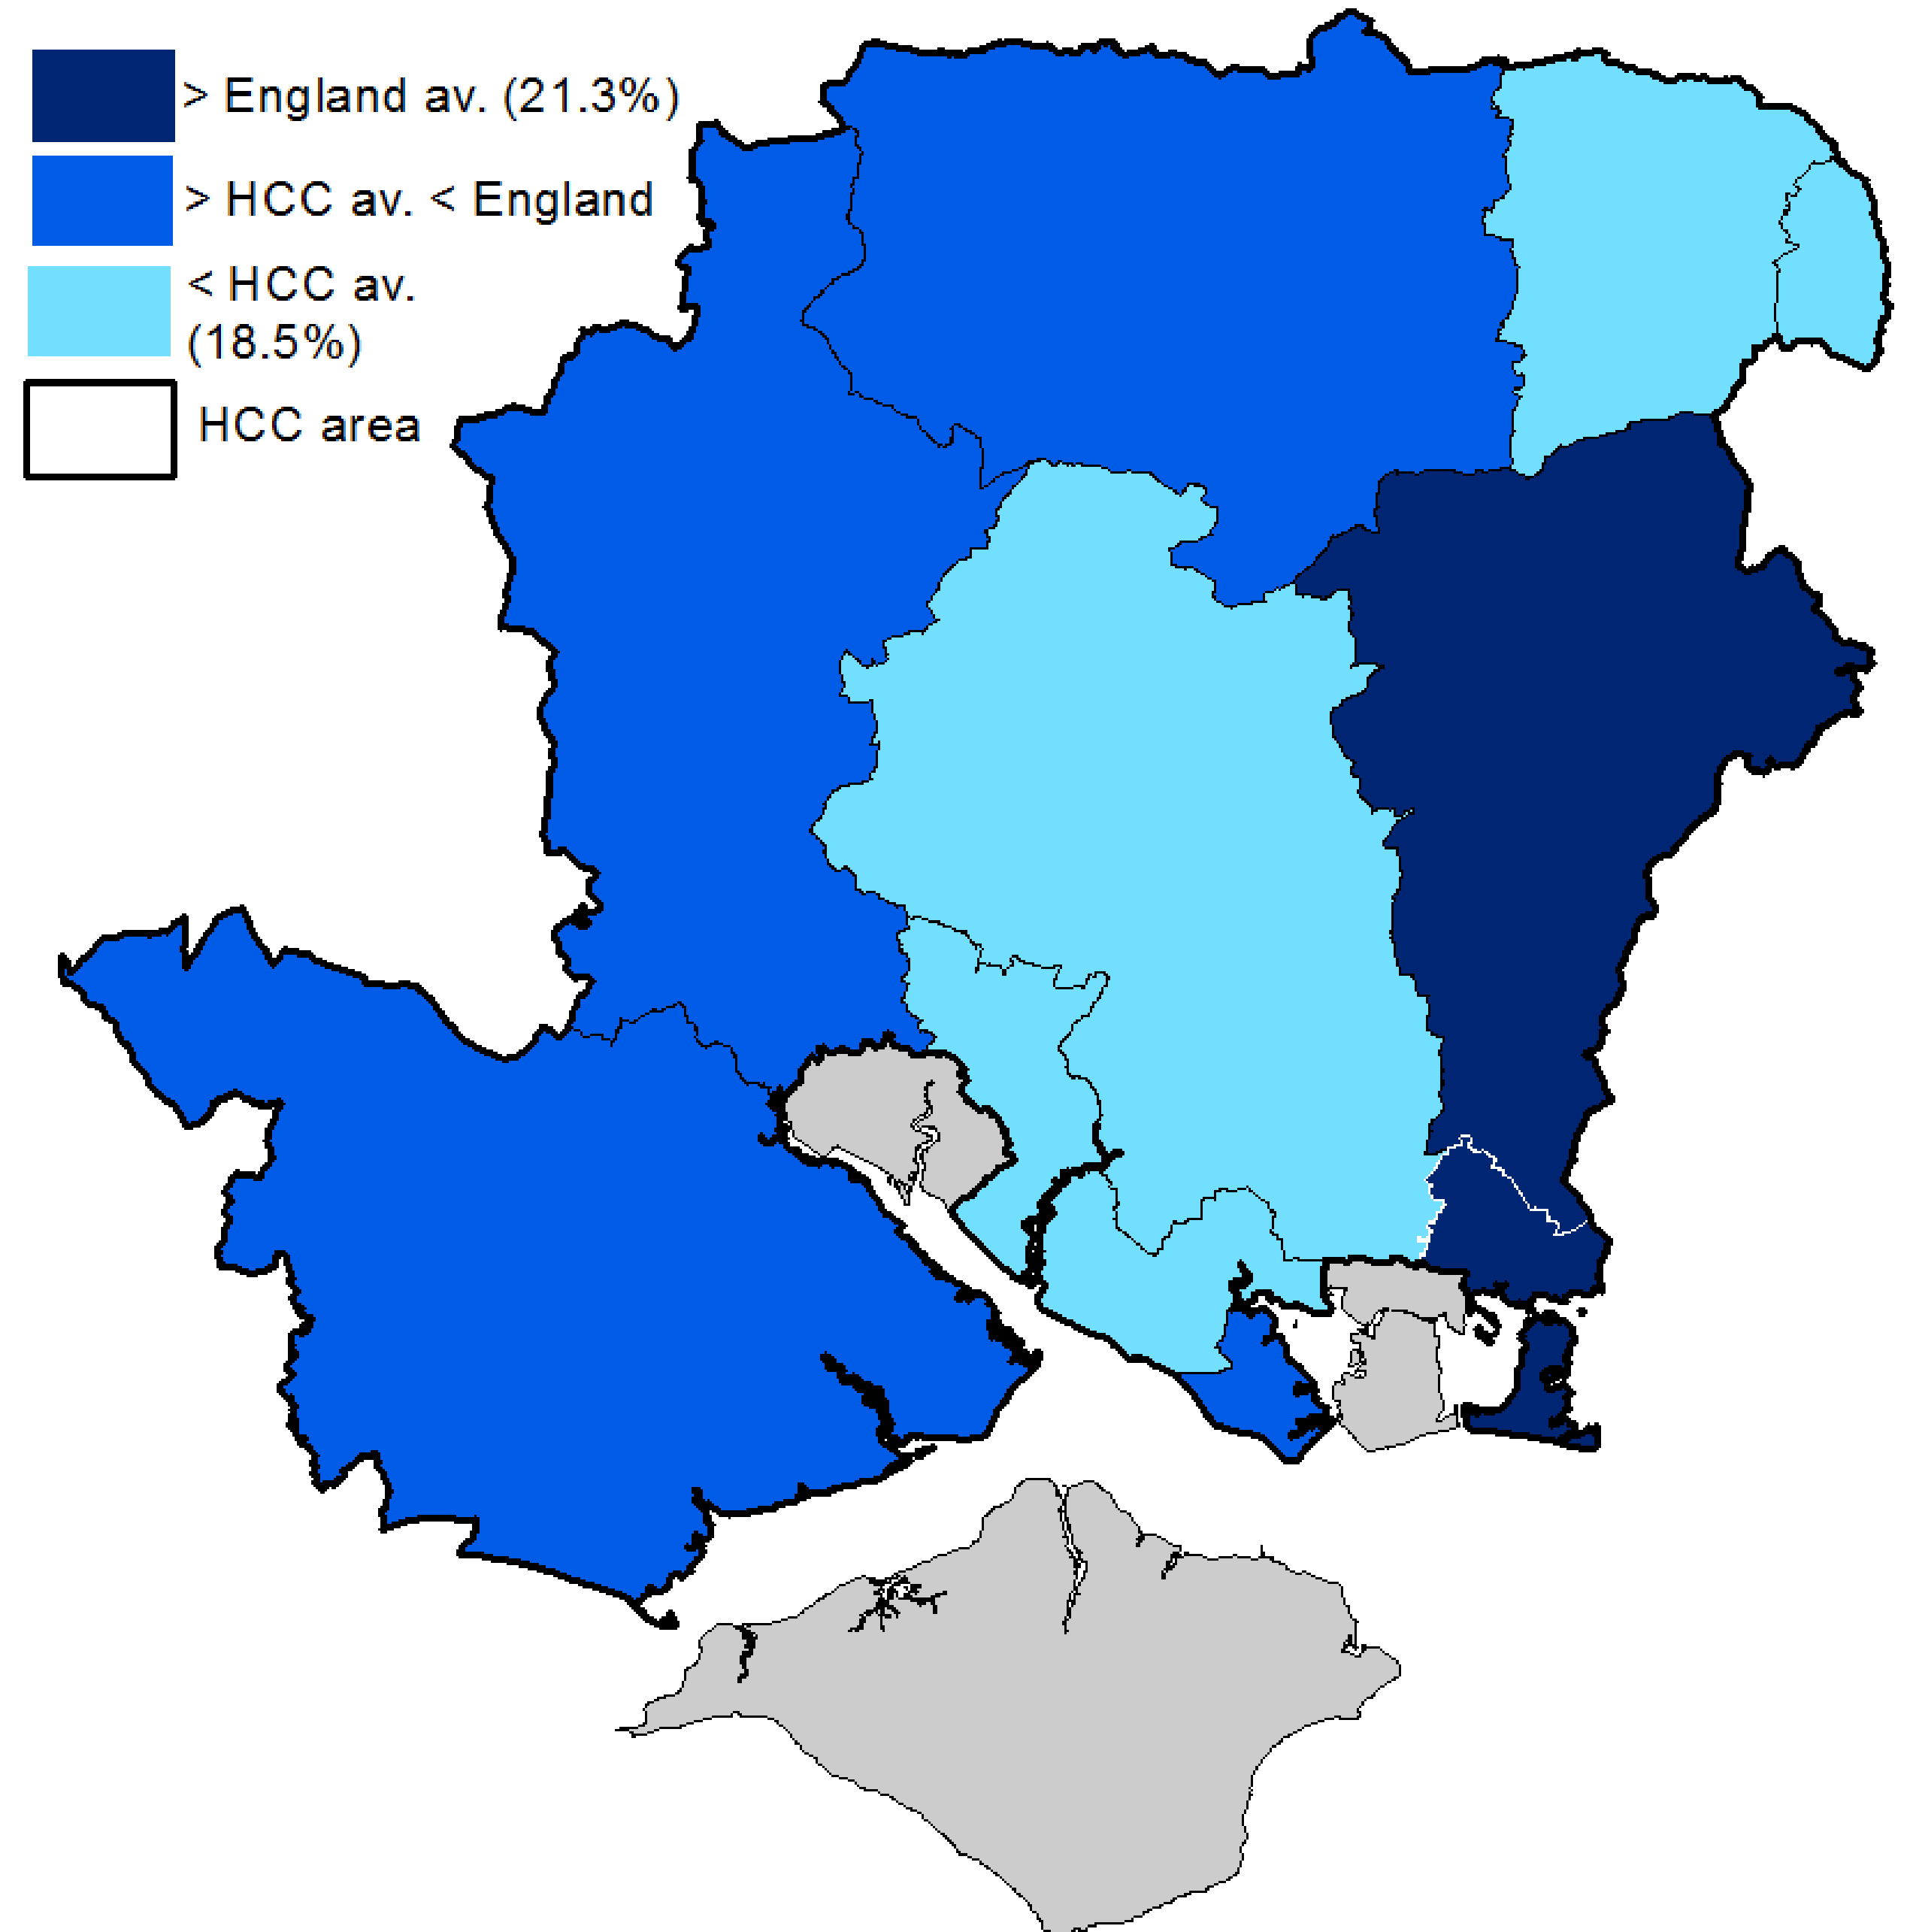 > England av. (21.3%)
> HCC av. < England
< HCC av.
(18.5%)
HCC area